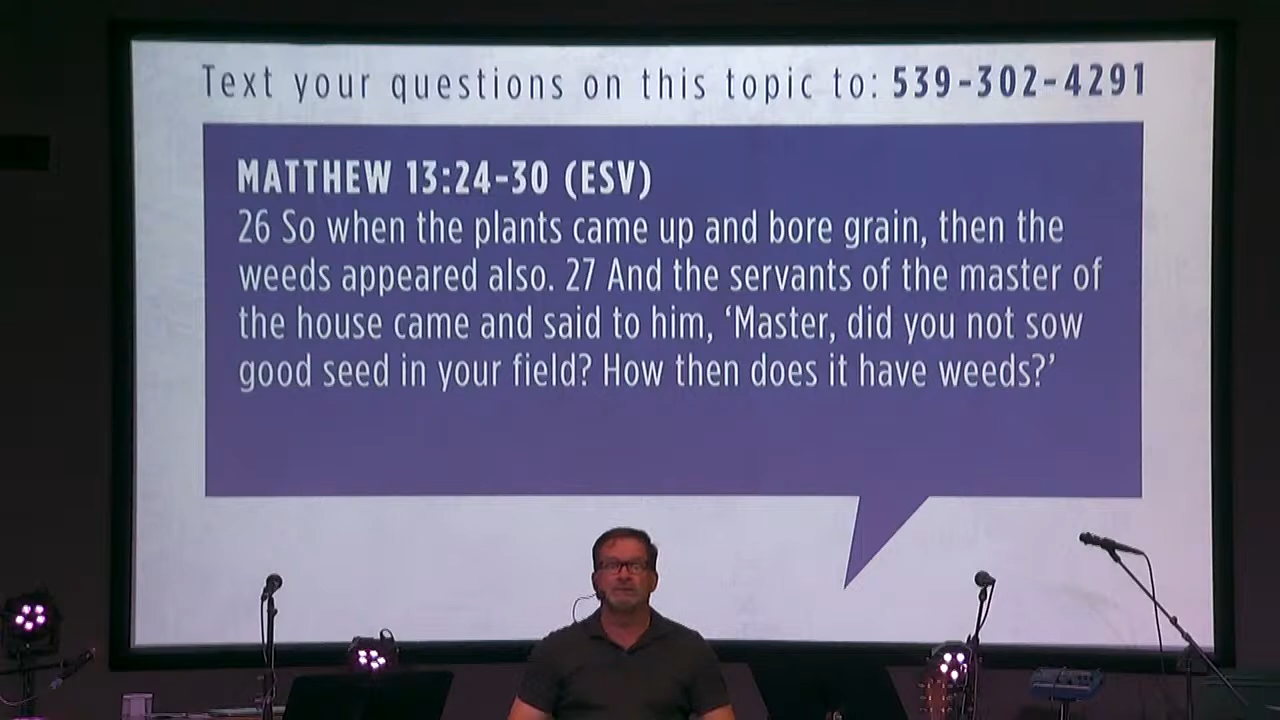 Text your questions on this topic to: 539-302-4291
MATTHEW 13:24-30 (ESV)
26 So when the plants came up and bore grain, then the
weeds appeared also. 27 And the servants of the master of
the house came and said to him, ‘Master, did you not sow
good seed in your field? How then does it have weeds?’